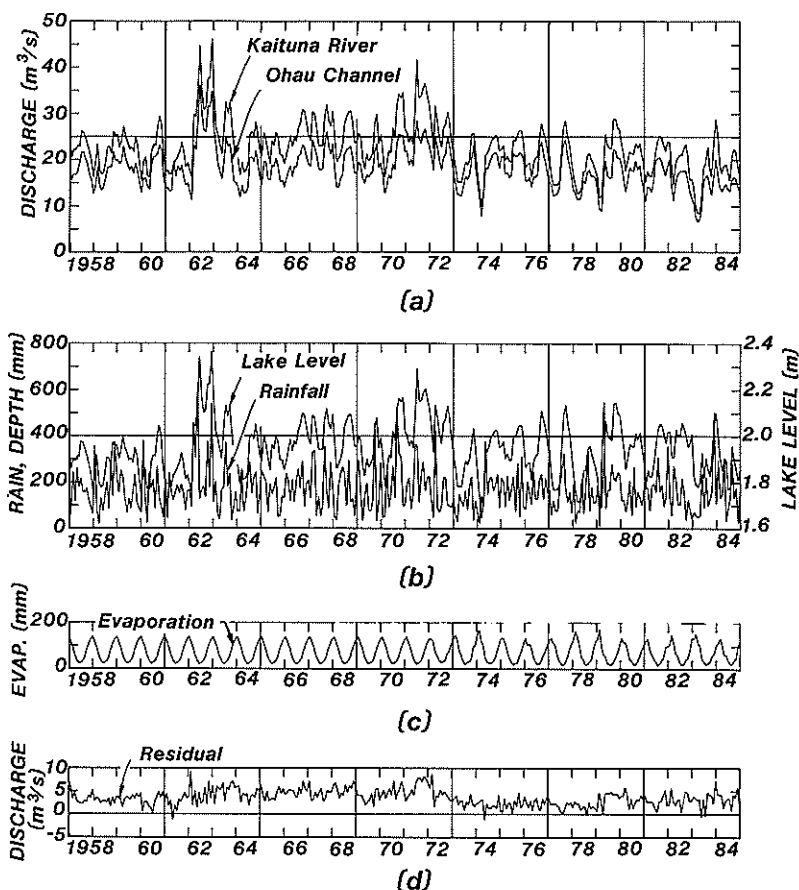 50
40
30
20
10
0
DISCHARGE (m³/s)
Kaituna River
Ohau Channel
1958 60 62 64 66 68 70 72 74 76 78 80 82 84
(a)
800
600
400
200
0
RAIN, DEPTH (mm)
Lake Level
Rainfall
2.4
2.2
2.0
1.8
1.6
LAKE LEVEL (m)
1958 60 62 64 66 68 70 72 74 76 78 80 82 84
(b)
200
0
EVAP. (mm)
Evaporation
1958 60 62 64 66 68 70 72 74 76 78 80 82 84
(c)
10
5
0
-5
DISCHARGE
(m³/s)
Residual
1958 60 62 64 66 68 70 72 74 76 78 80 82 84
(d)